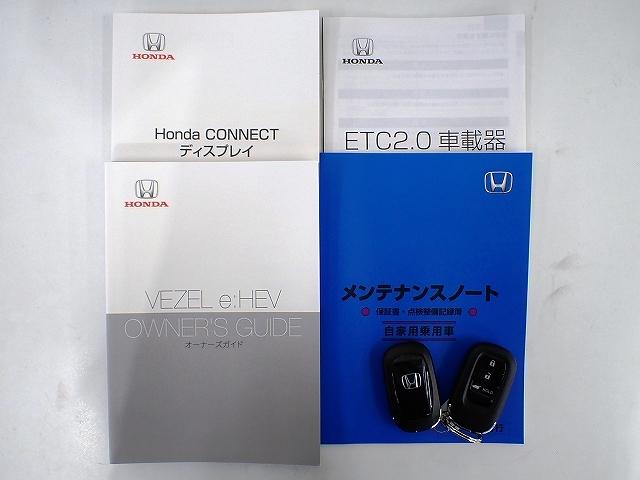 HONDA
Honda CONNECT
ディスプレイ
HONDA
ETC2.0 車載器
HONDA
VEZEL e:HEV
OWNER'S GUIDE
オーナーズガイド
メンテナンスノート
保証書・点検整備記録簿
自家用乗用車
HOLD